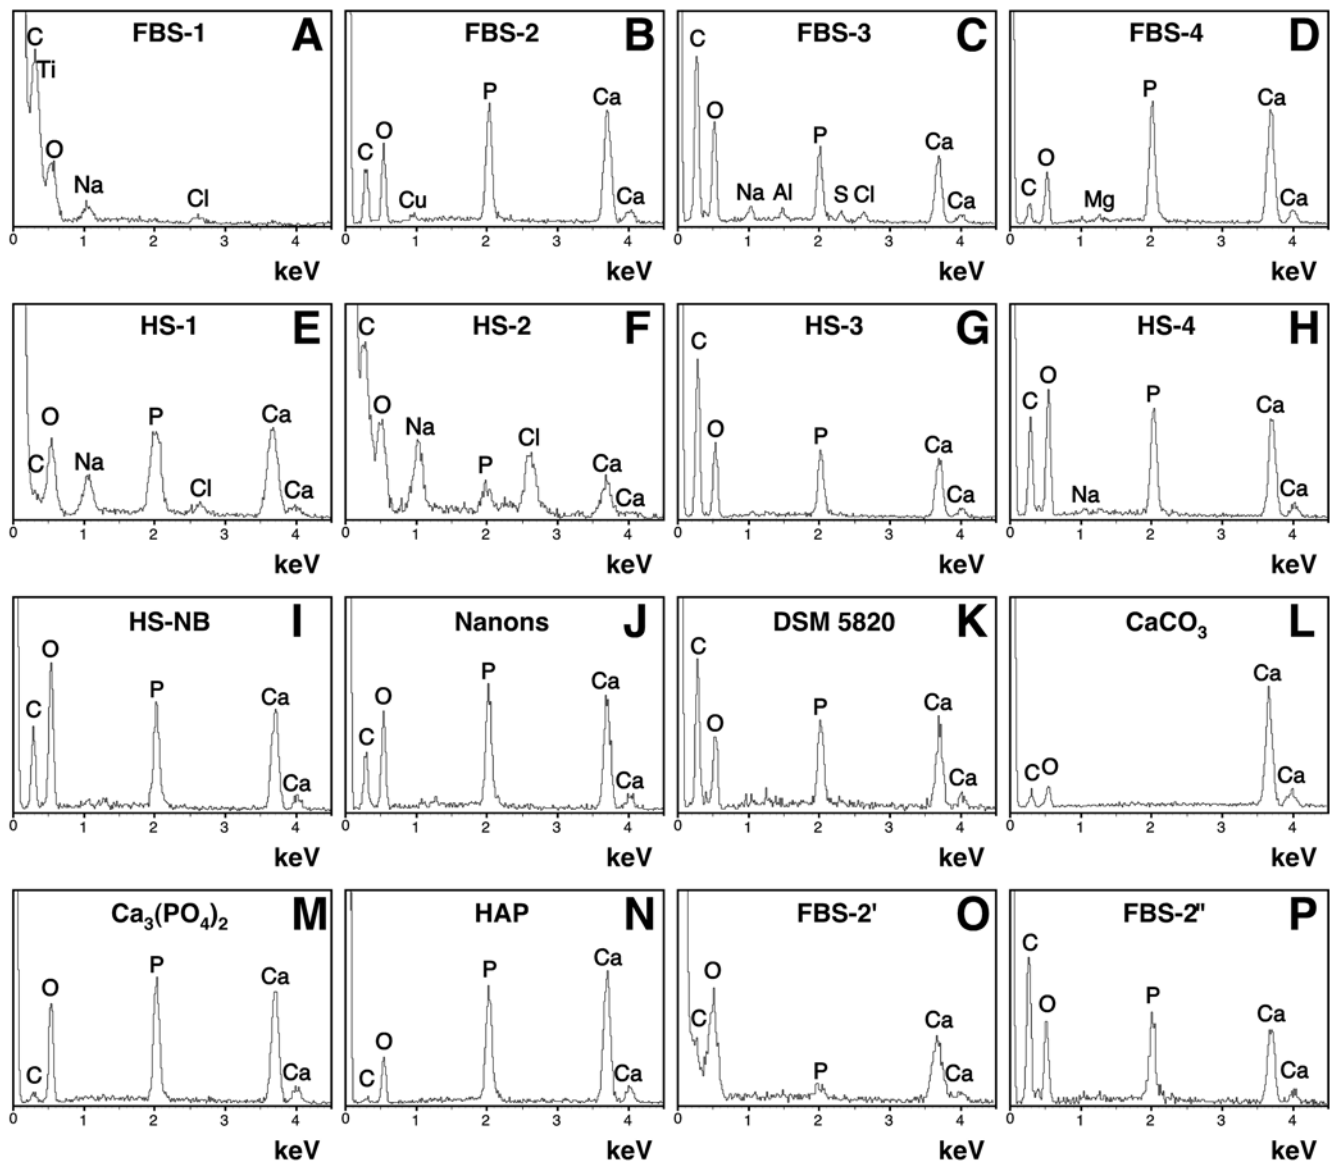 FBS-1 A
C
Ti
O
Na
Cl
0 1 2 3 4
keV
FBS-2 B
C
O
Cu
P
Ca
Ca
0 1 2 3 4
keV
FBS-3 C
C
O
Na Al
P
S Cl
Ca
Ca
0 1 2 3 4
keV
FBS-4 D
C
O
Mg
P
Ca
Ca
0 1 2 3 4
keV
HS-1 E
C
O
Na
P
Cl
Ca
Ca
0 1 2 3 4
keV
HS-2 F
C
O
Na
P
Cl
Ca
Ca
0 1 2 3 4
keV
HS-3 G
C
O
P
Ca
Ca
0 1 2 3 4
keV
HS-4 H
C
O
Na
P
Ca
Ca
0 1 2 3 4
keV
HS-NB I
C
O
P
Ca
Ca
0 1 2 3 4
keV
Nanons J
C
O
P
Ca
Ca
0 1 2 3 4
keV
DSM 5820 K
C
O
P
Ca
Ca
0 1 2 3 4
keV
CaCO3 L
C O
Ca
Ca
0 1 2 3 4
keV
Ca3(PO4)2 M
C
O
P
Ca
Ca
0 1 2 3 4
keV
HAP N
C
O
P
Ca
Ca
0 1 2 3 4
keV
FBS-2' O
C
O
P
Ca
Ca
0 1 2 3 4
keV
FBS-2" P
C
O
P
Ca
Ca
0 1 2 3 4
keV